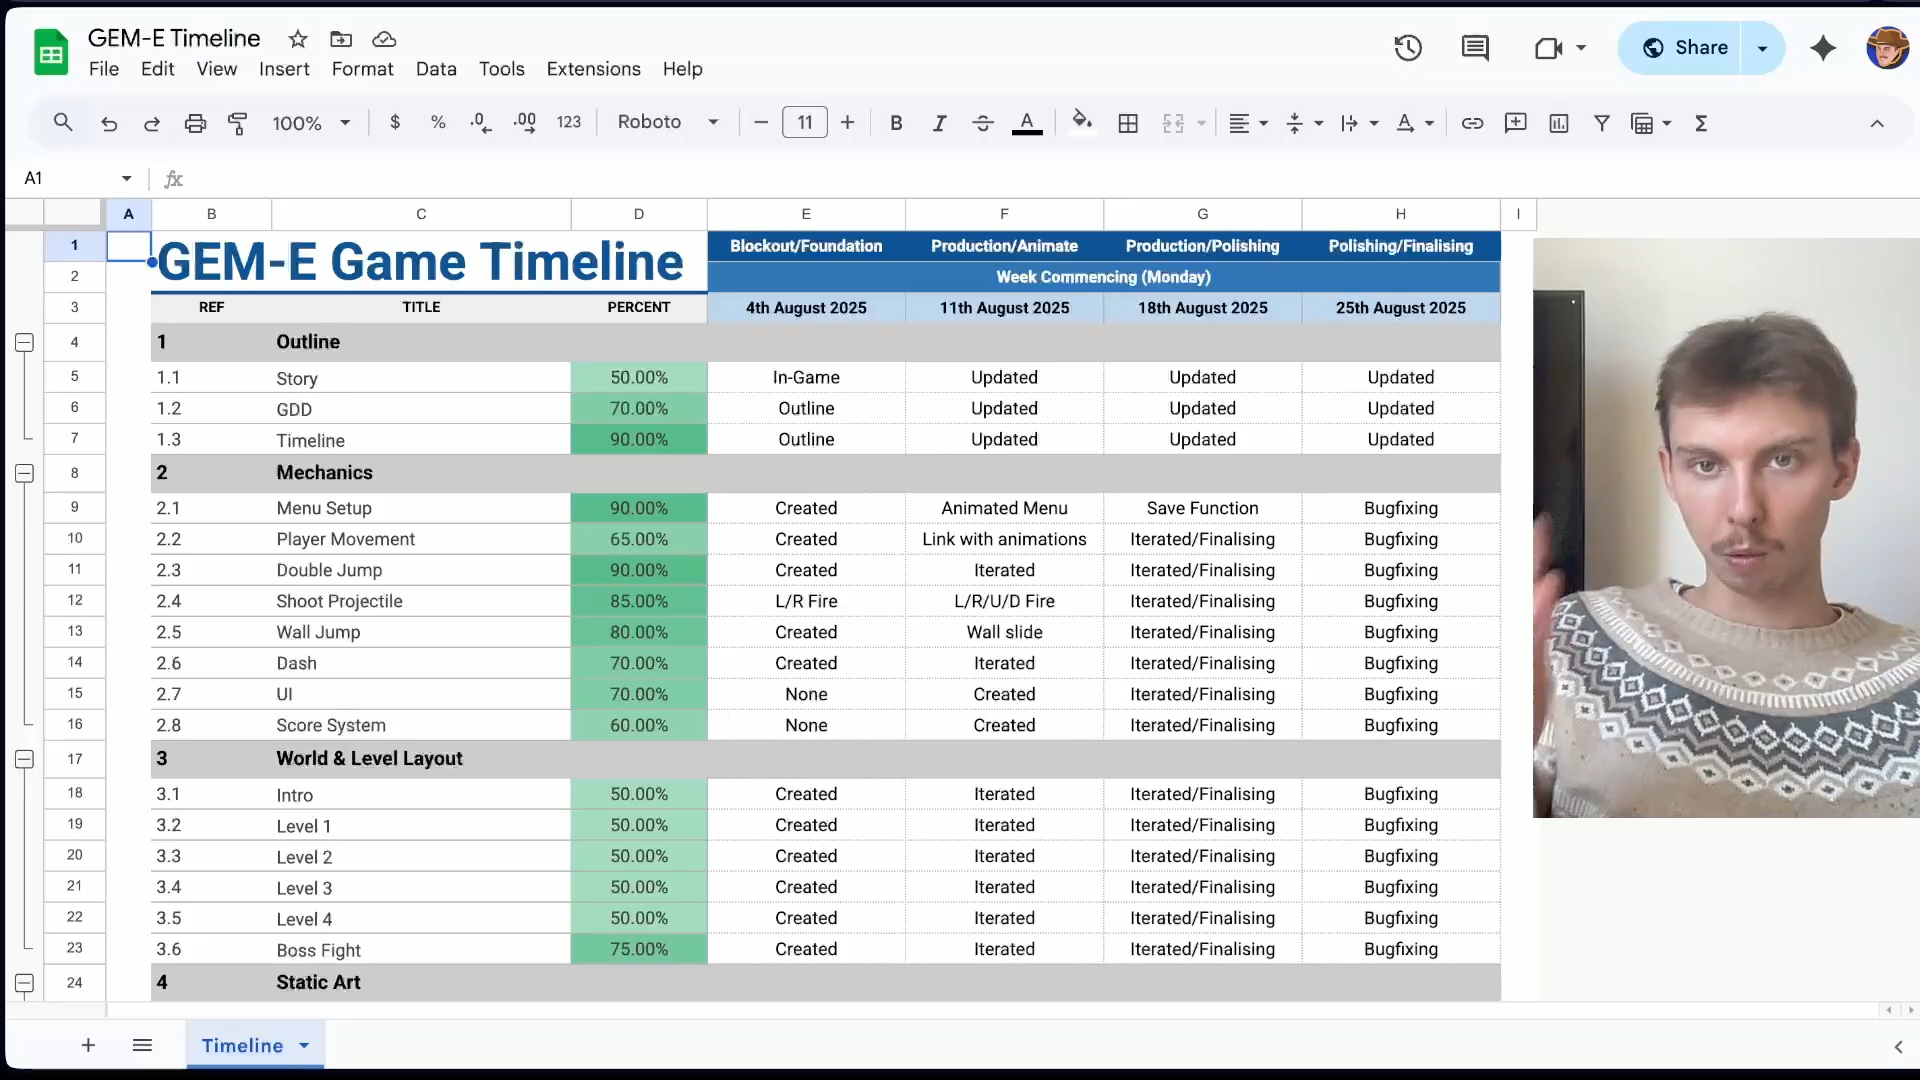 GEM-E Timeline
Share
File Edit View Insert Format Data Tools Extensions Help
100% $ % .0 .00 123 Roboto 11 B I A
A1 fx
A B C D E F G H I
1 GEM-E Game Timeline Blockout/Foundation Production/Animate Production/Polishing Polishing/Finalising
2 Week Commencing (Monday)
3 REF TITLE PERCENT 4th August 2025 11th August 2025 18th August 2025 25th August 2025
4 1 Outline
5 1.1 Story 50.00% In-Game Updated Updated Updated
6 1.2 GDD 70.00% Outline Updated Updated Updated
7 1.3 Timeline 90.00% Outline Updated Updated Updated
8 2 Mechanics
9 2.1 Menu Setup 90.00% Created Animated Menu Save Function Bugfixing
10 2.2 Player Movement 65.00% Created Link with animations Iterated/Finalising Bugfixing
11 2.3 Double Jump 90.00% Created Iterated Iterated/Finalising Bugfixing
12 2.4 Shoot Projectile 85.00% L/R Fire L/R/U/D Fire Iterated/Finalising Bugfixing
13 2.5 Wall Jump 80.00% Created Wall slide Iterated/Finalising Bugfixing
14 2.6 Dash 70.00% Created Iterated Iterated/Finalising Bugfixing
15 2.7 UI 70.00% None Created Iterated/Finalising Bugfixing
16 2.8 Score System 60.00% None Created Iterated/Finalising Bugfixing
17 3 World & Level Layout
18 3.1 Intro 50.00% Created Iterated Iterated/Finalising Bugfixing
19 3.2 Level 1 50.00% Created Iterated Iterated/Finalising Bugfixing
20 3.3 Level 2 50.00% Created Iterated Iterated/Finalising Bugfixing
21 3.4 Level 3 50.00% Created Iterated Iterated/Finalising Bugfixing
22 3.5 Level 4 50.00% Created Iterated Iterated/Finalising Bugfixing
23 3.6 Boss Fight 75.00% Created Iterated Iterated/Finalising Bugfixing
24 4 Static Art
Timeline